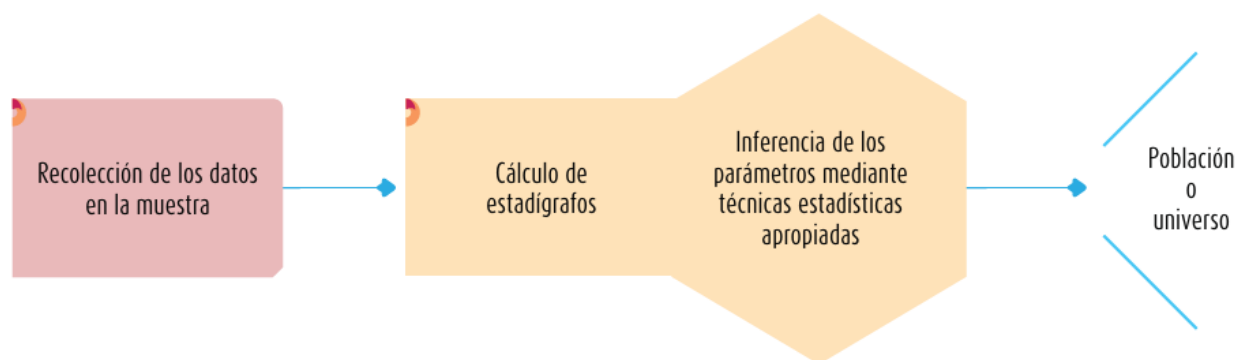 Recolección de los datos
en la muestra
Cálculo de
estadígrafos
Inferencia de los
parámetros mediante
técnicas estadísticas
apropiadas
Población
o
universo